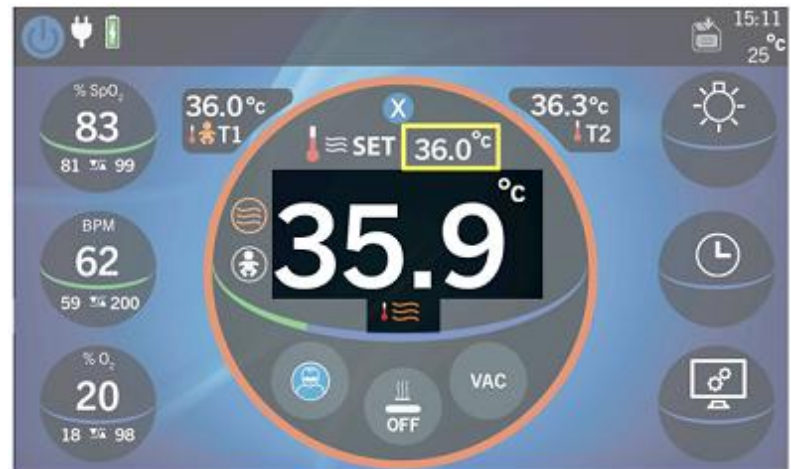 15:11
25 °c
% SpO₂
83
81 99
36.0°c
T1
X
36.3°c
T2
SET 36.0°c
35.9 °c
BPM
62
59 200
% O₂
20
18 98
OFF
VAC